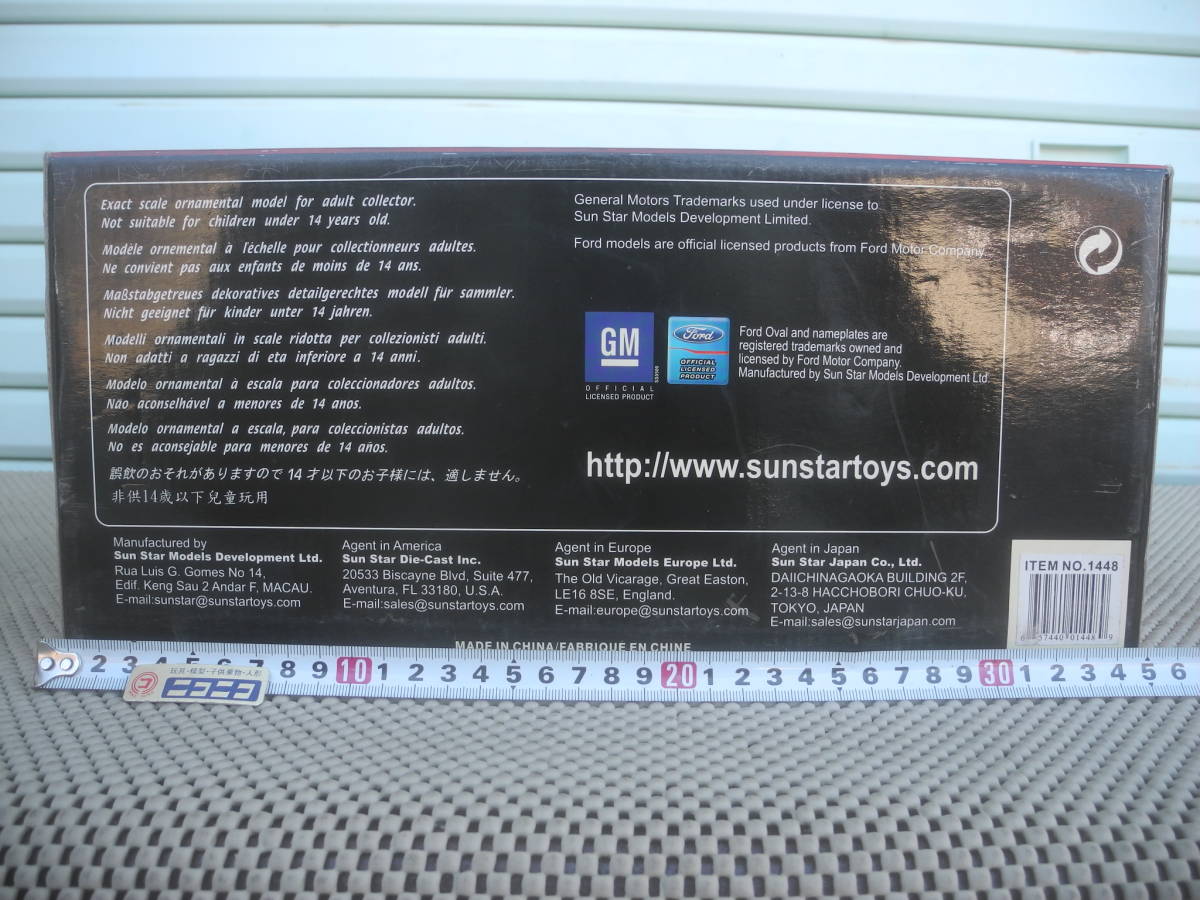 Exact scale ornamental model for adult collector.
Not suitable for children under 14 years old.
Modèle ornemental à l'échelle pour collectionneurs adultes.
Ne convient pas aux enfants de moins de 14 ans.
Maßstabgetreues dekoratives detailgerechtes modell für sammler.
Nicht geeignet für kinder unter 14 jahren.
Modelli ornamentali in scale ridotta per collezionisti adulti.
Non adatti a ragazzi di eta inferiore a 14 anni.
Modelo ornamental à escala para coleccionadores adultos.
Não aconselhável a menores de 14 anos.
Modelo ornamental a escala, para coleccionistas adultos.
No es aconsejable para menores de 14 años.
誤飲のおそれがありますので 14 才以下のお子様には、適しません。
非供14歲以下兒童玩用
General Motors Trademarks used under license to
Sun Star Models Development Limited.
Ford models are official licensed products from Ford Motor Company.
GM
OFFICIAL
LICENSED PRODUCT
Ford
OFFICIAL
LICENSED
PRODUCT
Ford Oval and nameplates are
registered trademarks owned and
licensed by Ford Motor Company.
Manufactured by Sun Star Models Development Ltd.
http://www.sunstartoys.com
Manufactured by
Sun Star Models Development Ltd.
Rua Luis G. Gomes No 14,
Edif. Keng Sau 2 Andar F, MACAU.
E-mail:sunstar@sunstartoys.com
Agent in America
Sun Star Die-Cast Inc.
20533 Biscayne Blvd, Suite 477,
Aventura, FL 33180, U.S.A.
E-mail:sales@sunstartoys.com
Agent in Europe
Sun Star Models Europe Ltd.
The Old Vicarage, Great Easton,
LE16 8SE, England.
E-mail:europe@sunstartoys.com
Agent in Japan
Sun Star Japan Co., Ltd.
DAIICHINAGAOKA BUILDING 2F,
2-13-8 HACCHOBORI CHUO-KU,
TOKYO, JAPAN
E-mail:sales@sunstarjapan.com
ITEM NO.1448
6 57440 01448 9
MADE IN CHINA/FABRIQUE EN CHINE
2 3 4 5 6 7 8 9 10 1 2 3 4 5 6 7 8 9 20 1 2 3 4 5 6 7 8 9 30 1 2 3 4 5 6
玩具・模型・子供乗物・人形